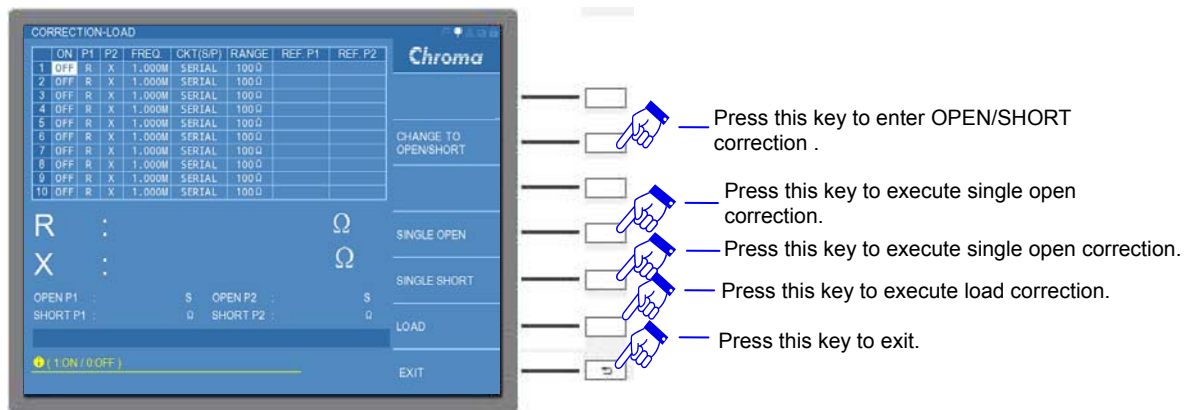 CORRECTION-LOAD
ON P1 P2 FREQ. CKT(S/P) RANGE REF. P1 REF. P2
1 OFF R X 1.000M SERIAL 100Ω
2 OFF R X 1.000M SERIAL 100Ω
3 OFF R X 1.000M SERIAL 100Ω
4 OFF R X 1.000M SERIAL 100Ω
5 OFF R X 1.000M SERIAL 100Ω
6 OFF R X 1.000M SERIAL 100Ω
7 OFF R X 1.000M SERIAL 100Ω
8 OFF R X 1.000M SERIAL 100Ω
9 OFF R X 1.000M SERIAL 100Ω
10 OFF R X 1.000M SERIAL 100Ω
R : Ω
X : Ω
OPEN P1 : S OPEN P2 : S
SHORT P1 : Ω SHORT P2 : Ω
( 1:ON / 0:OFF )
Chroma
CHANGE TO
OPEN/SHORT
SINGLE OPEN
SINGLE SHORT
LOAD
EXIT
Press this key to enter OPEN/SHORT
correction .
Press this key to execute single open
correction.
Press this key to execute single open correction.
Press this key to execute load correction.
Press this key to exit.